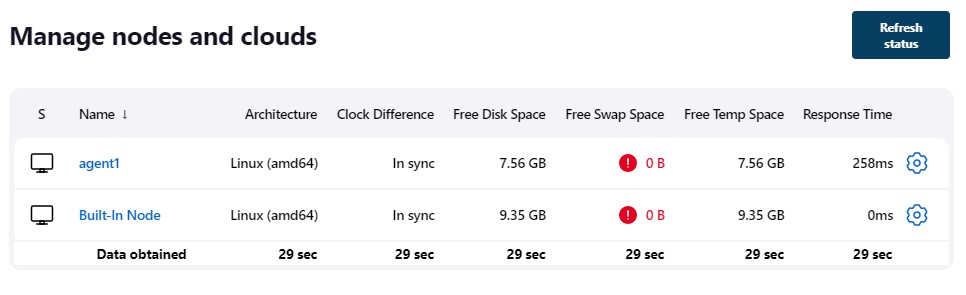 Manage nodes and clouds
Refresh
status
S Name ↓ Architecture Clock Difference Free Disk Space Free Swap Space Free Temp Space Response Time
agent1 Linux (amd64) In sync 7.56 GB ! 0 B 7.56 GB 258ms
Built-In Node Linux (amd64) In sync 9.35 GB ! 0 B 9.35 GB 0ms
Data obtained 29 sec 29 sec 29 sec 29 sec 29 sec 29 sec